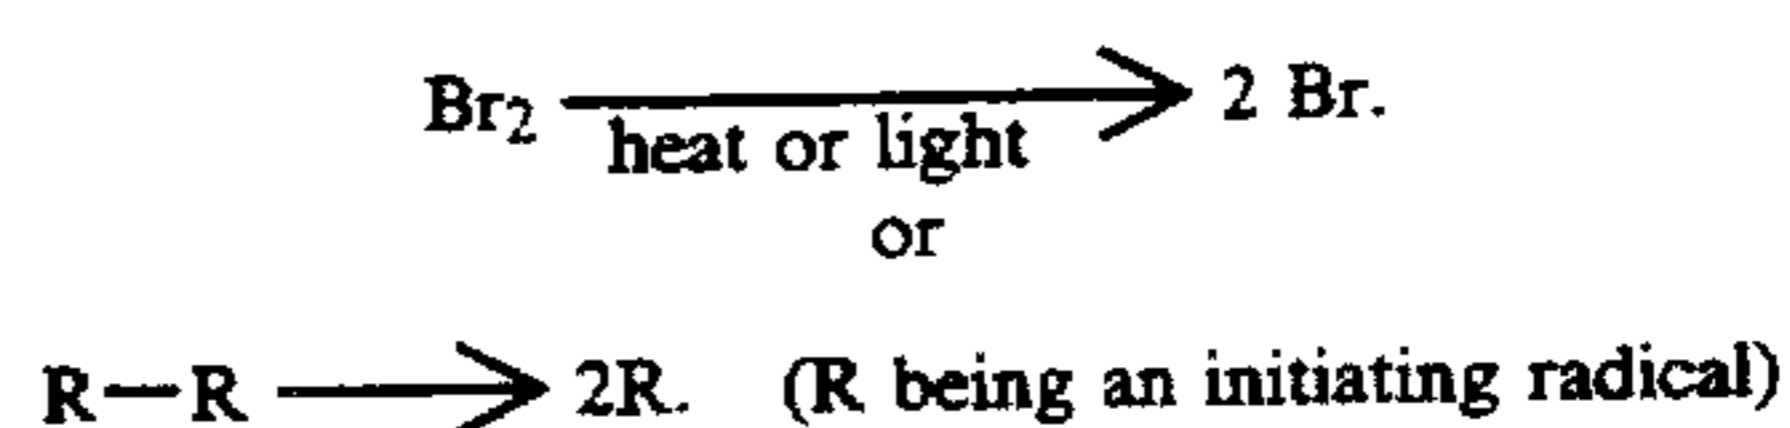 Br₂ ⟶ 2 Br.
heat or light
or
R—R ⟶ 2R. (R being an initiating radical)